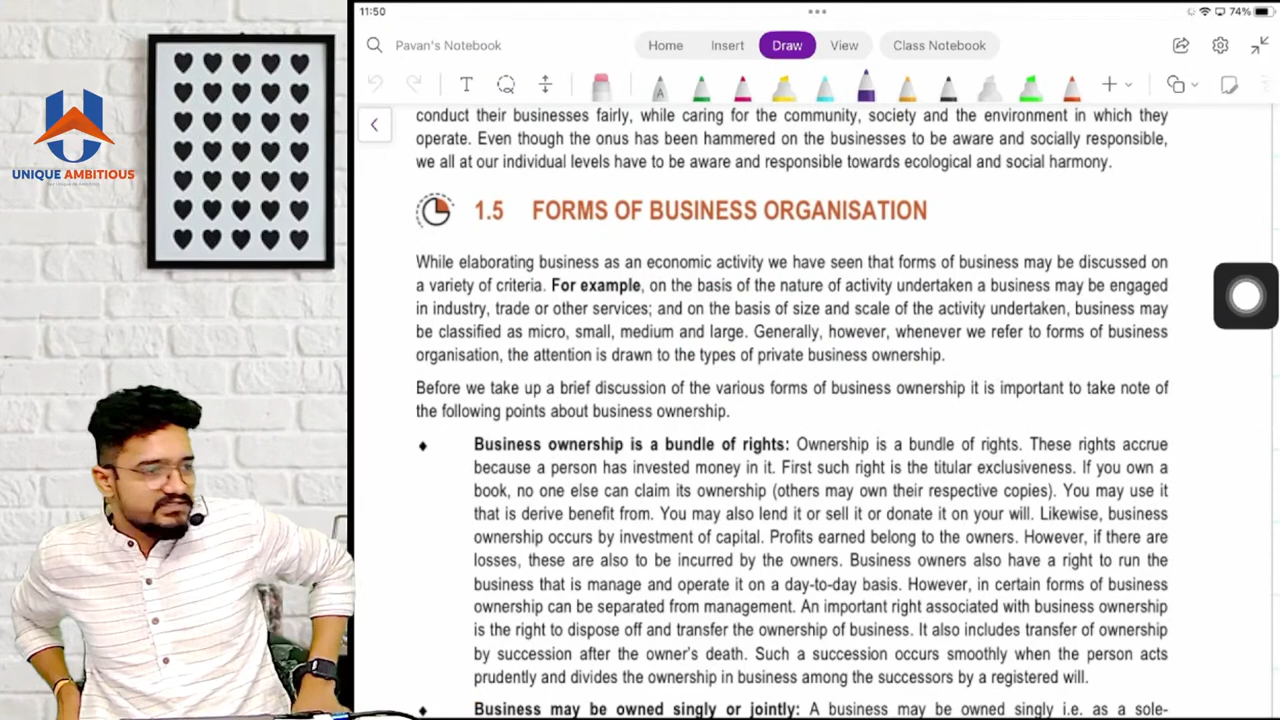 11:50
74%
Pavan's Notebook
Home
Insert
Draw
View
Class Notebook
UNIQUE AMBITIOUS
conduct their businesses fairly, while caring for the community, society and the environment in which they
operate. Even though the onus has been hammered on the businesses to be aware and socially responsible,
we all at our individual levels have to be aware and responsible towards ecological and social harmony.
1.5 FORMS OF BUSINESS ORGANISATION
While elaborating business as an economic activity we have seen that forms of business may be discussed on
a variety of criteria. For example, on the basis of the nature of activity undertaken a business may be engaged
in industry, trade or other services; and on the basis of size and scale of the activity undertaken, business may
be classified as micro, small, medium and large. Generally, however, whenever we refer to forms of business
organisation, the attention is drawn to the types of private business ownership.
Before we take up a brief discussion of the various forms of business ownership it is important to take note of
the following points about business ownership.
♦ Business ownership is a bundle of rights: Ownership is a bundle of rights. These rights accrue
because a person has invested money in it. First such right is the titular exclusiveness. If you own a
book, no one else can claim its ownership (others may own their respective copies). You may use it
that is derive benefit from. You may also lend it or sell it or donate it on your will. Likewise, business
ownership occurs by investment of capital. Profits earned belong to the owners. However, if there are
losses, these are also to be incurred by the owners. Business owners also have a right to run the
business that is manage and operate it on a day-to-day basis. However, in certain forms of business
ownership can be separated from management. An important right associated with business ownership
is the right to dispose off and transfer the ownership of business. It also includes transfer of ownership
by succession after the owner's death. Such a succession occurs smoothly when the person acts
prudently and divides the ownership in business among the successors by a registered will.
♦ Business may be owned singly or jointly: A business may be owned singly i.e. as a sole-